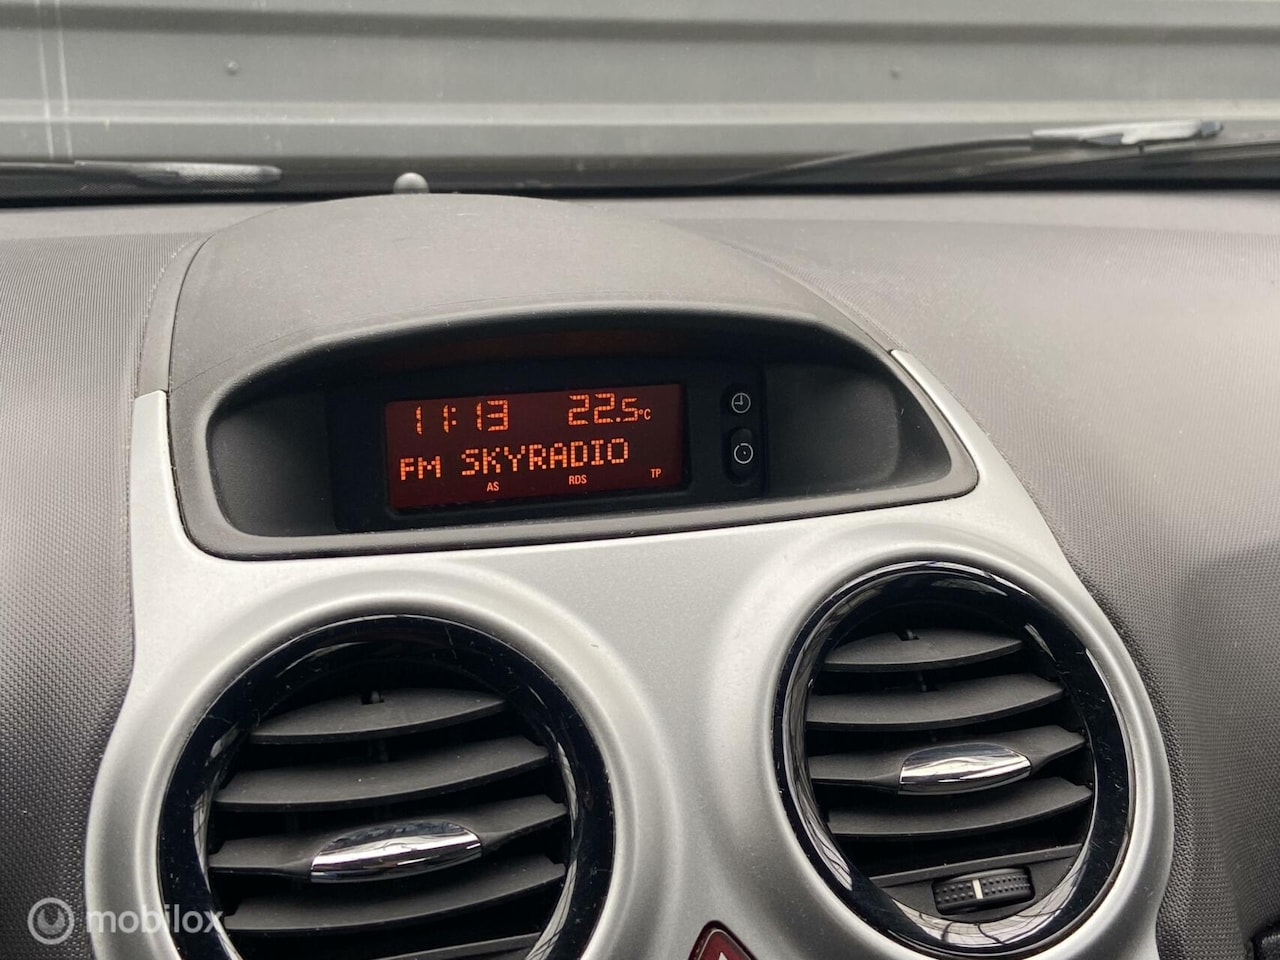 11:13 22.5°C
FM SKYRADIO
AS RDS TP
mobilox